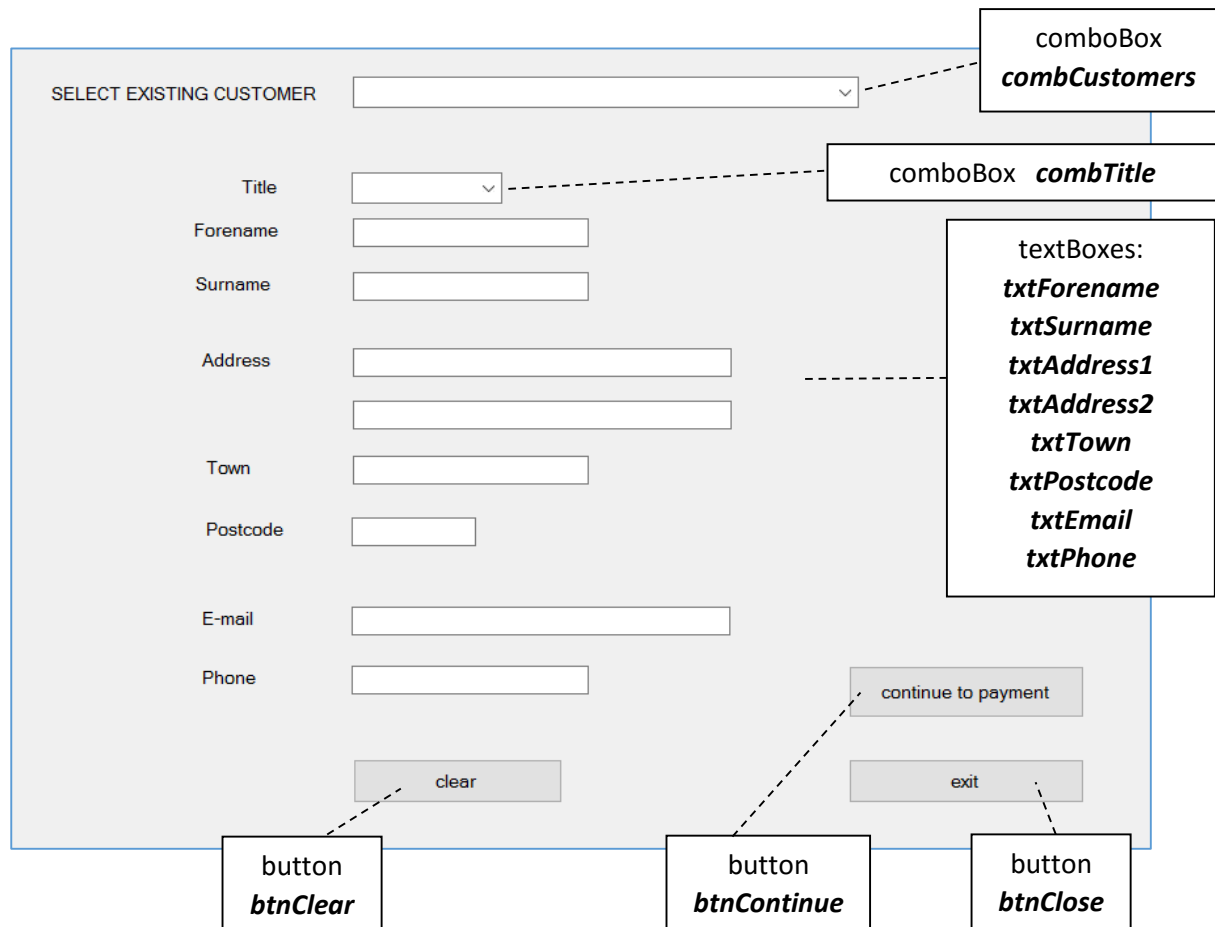 comboBox
combCustomers
SELECT EXISTING CUSTOMER
comboBox combTitle
Title
Forename
Surname
Address
Town
Postcode
E-mail
Phone
textBoxes:
txtForename
txtSurname
txtAddress1
txtAddress2
txtTown
txtPostcode
txtEmail
txtPhone
continue to payment
clear
exit
button
btnClear
button
btnContinue
button
btnClose